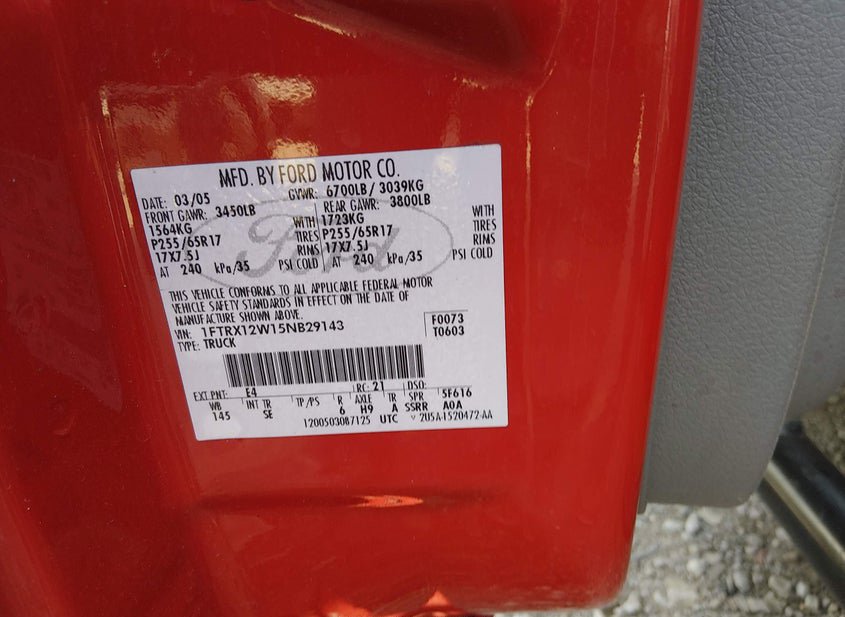 MFD. BY FORD MOTOR CO.
DATE: 03/05 GVWR: 6700LB/ 3039KG
FRONT GAWR: 3450LB REAR GAWR: 3800LB
1564KG WITH 1723KG WITH
P255/65R17 TIRES P255/65R17 TIRES
17X7.5J RIMS 17X7.5J RIMS
AT 240 kPa/35 PSI COLD AT 240 kPa/35 PSI COLD
Ford
THIS VEHICLE CONFORMS TO ALL APPLICABLE FEDERAL MOTOR
VEHICLE SAFETY STANDARDS IN EFFECT ON THE DATE OF
MANUFACTURE SHOWN ABOVE.
VIN: 1FTRX12W15NB29143 F0073
TYPE: TRUCK T0603
EXT PNT: E4 RC: 21 DSO:
WB INT TR TP/PS R AXLE TR SPR 5F616
145 SE 6 H9 A SSRR A0A
1200503087125 UTC V 2U5A-1520472-AA